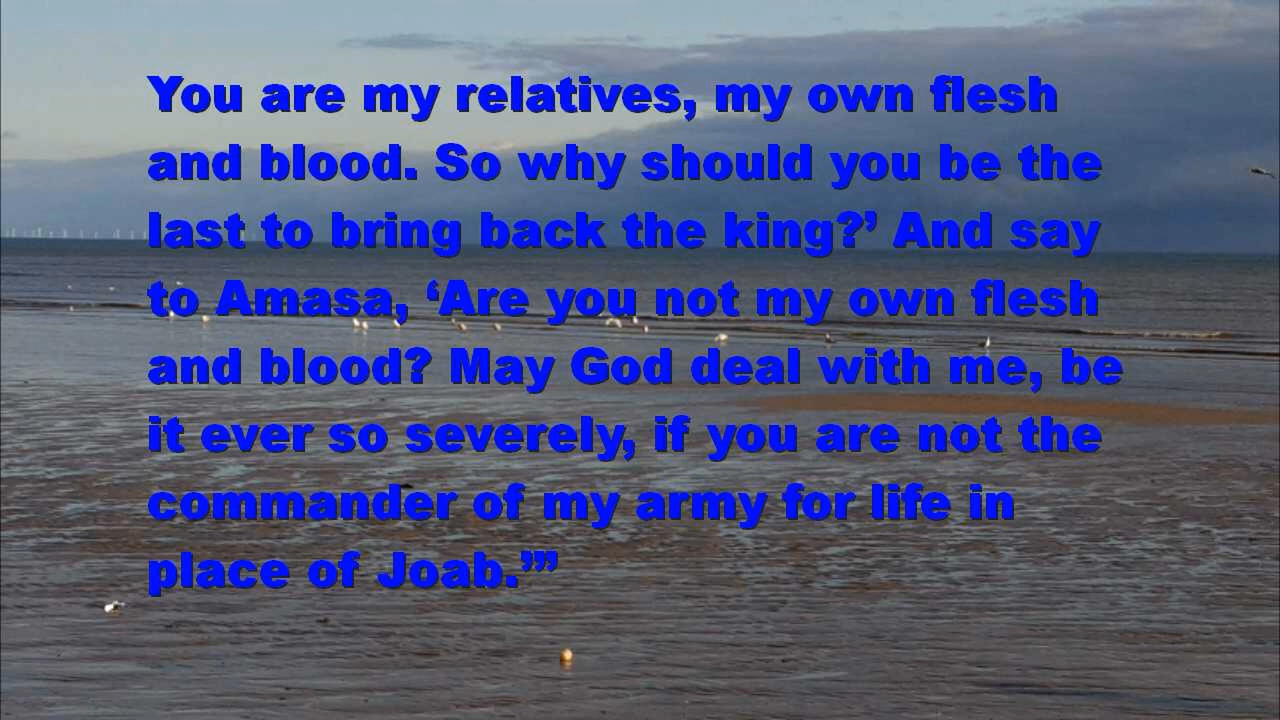 You are my relatives, my own flesh
and blood. So why should you be the
last to bring back the king?’ And say
to Amasa, ‘Are you not my own flesh
and blood? May God deal with me, be
it ever so severely, if you are not the
commander of my army for life in
place of Joab.’”